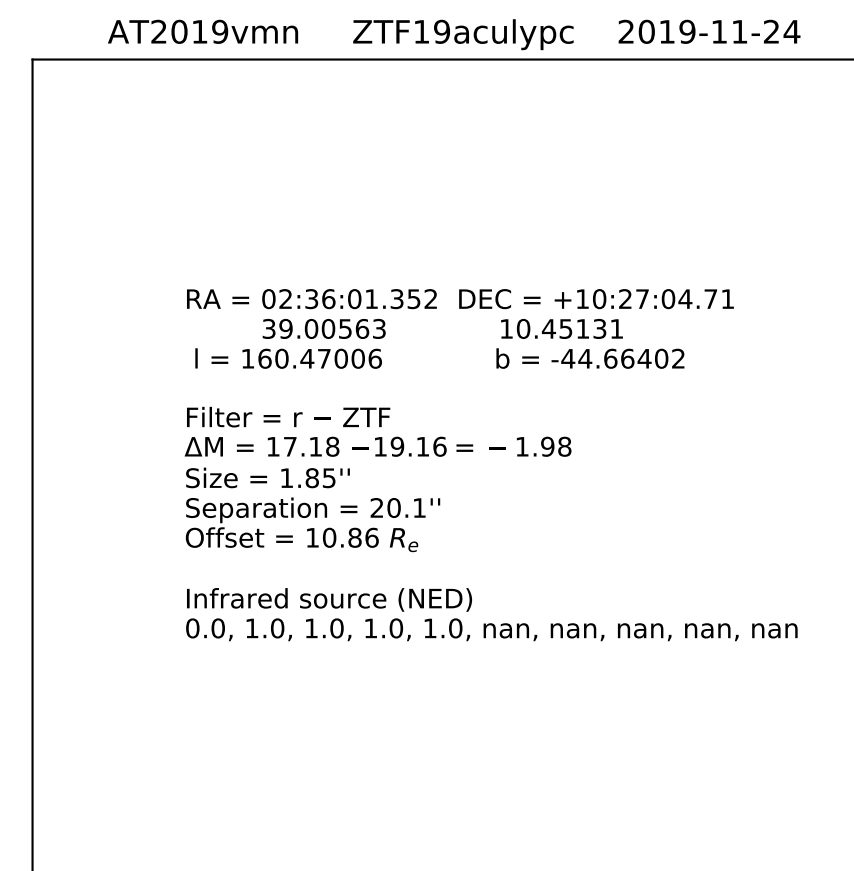 AT2019vmn ZTF19aculypc 2019-11-24
RA = 02:36:01.352 DEC = +10:27:04.71
39.00563 10.45131
l = 160.47006 b = -44.66402
Filter = r − ZTF
ΔM = 17.18 −19.16 = − 1.98
Size = 1.85''
Separation = 20.1''
Offset = 10.86 Re
Infrared source (NED)
0.0, 1.0, 1.0, 1.0, 1.0, nan, nan, nan, nan, nan